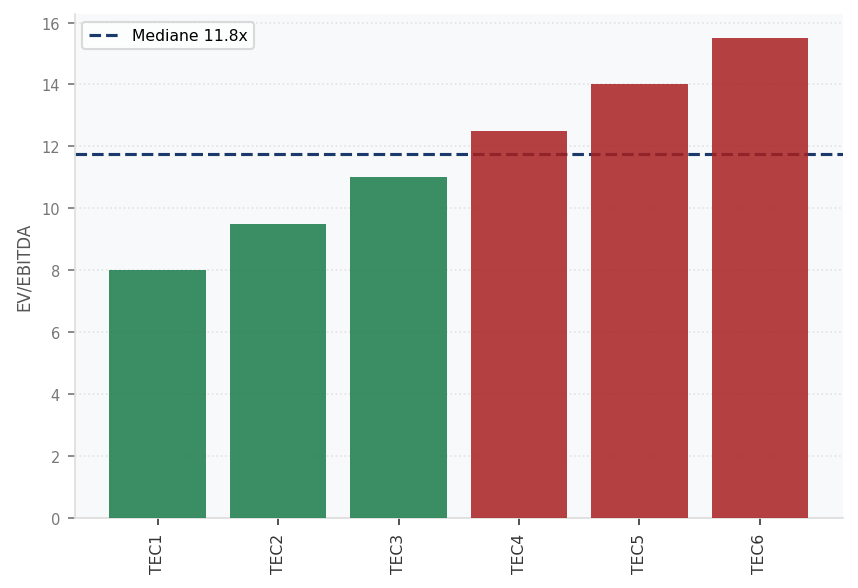 Mediane 11.8x
EV/EBITDA
16
14
12
10
8
6
4
2
0
TEC1
TEC2
TEC3
TEC4
TEC5
TEC6